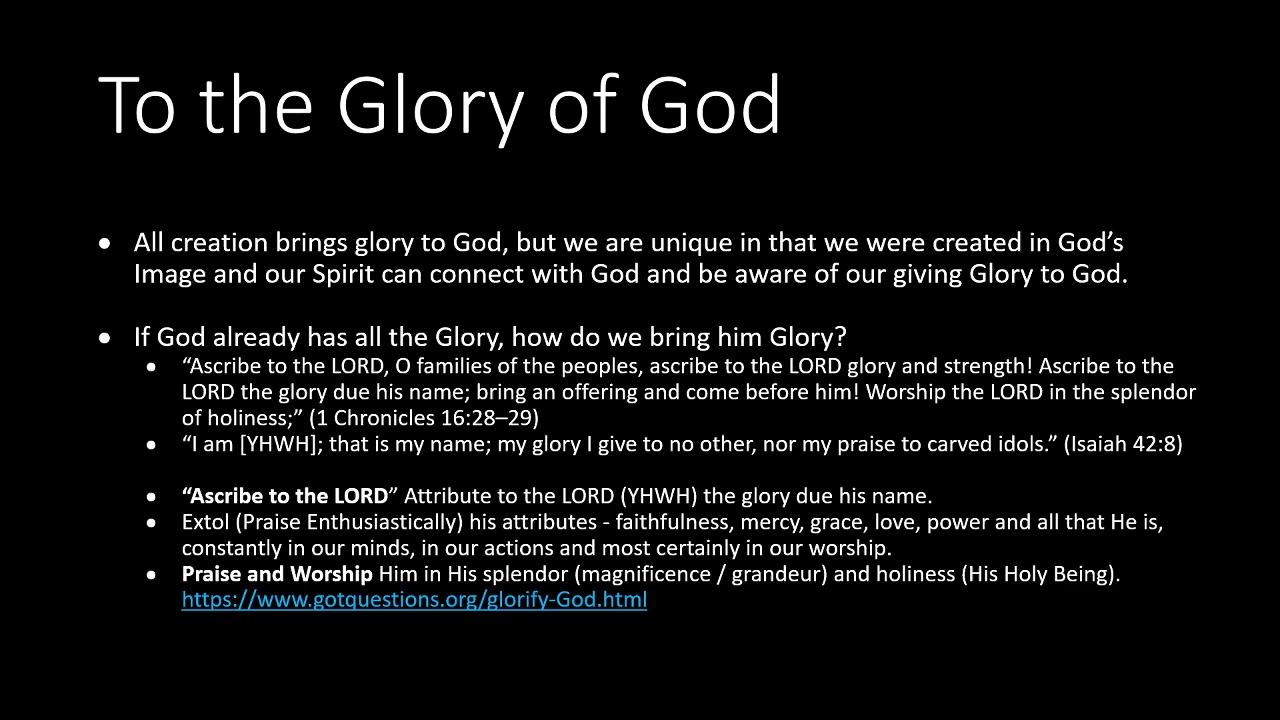 To the Glory of God
• All creation brings glory to God, but we are unique in that we were created in God’s
Image and our Spirit can connect with God and be aware of our giving Glory to God.
• If God already has all the Glory, how do we bring him Glory?
• “Ascribe to the LORD, O families of the peoples, ascribe to the LORD glory and strength! Ascribe to the
LORD the glory due his name; bring an offering and come before him! Worship the LORD in the splendor
of holiness;” (1 Chronicles 16:28–29)
• “I am [YHWH]; that is my name; my glory I give to no other, nor my praise to carved idols.” (Isaiah 42:8)
• “Ascribe to the LORD” Attribute to the LORD (YHWH) the glory due his name.
• Extol (Praise Enthusiastically) his attributes - faithfulness, mercy, grace, love, power and all that He is,
constantly in our minds, in our actions and most certainly in our worship.
• Praise and Worship Him in His splendor (magnificence / grandeur) and holiness (His Holy Being).
https://www.gotquestions.org/glorify-God.html